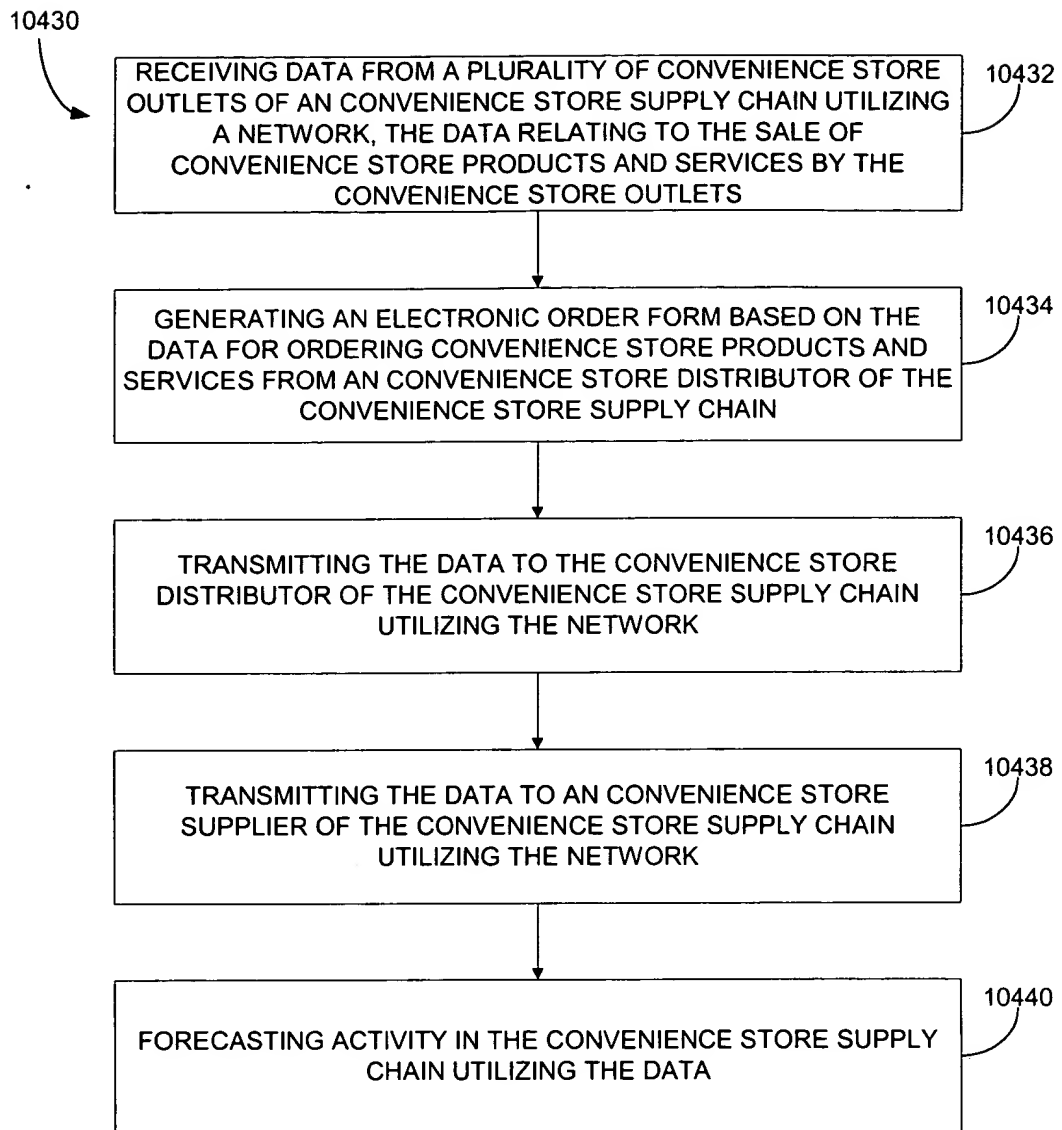 10430
RECEIVING DATA FROM A PLURALITY OF CONVENIENCE STORE
OUTLETS OF AN CONVENIENCE STORE SUPPLY CHAIN UTILIZING
A NETWORK, THE DATA RELATING TO THE SALE OF
CONVENIENCE STORE PRODUCTS AND SERVICES BY THE
CONVENIENCE STORE OUTLETS
10432
GENERATING AN ELECTRONIC ORDER FORM BASED ON THE
DATA FOR ORDERING CONVENIENCE STORE PRODUCTS AND
SERVICES FROM AN CONVENIENCE STORE DISTRIBUTOR OF THE
CONVENIENCE STORE SUPPLY CHAIN
10434
TRANSMITTING THE DATA TO THE CONVENIENCE STORE
DISTRIBUTOR OF THE CONVENIENCE STORE SUPPLY CHAIN
UTILIZING THE NETWORK
10436
TRANSMITTING THE DATA TO AN CONVENIENCE STORE
SUPPLIER OF THE CONVENIENCE STORE SUPPLY CHAIN
UTILIZING THE NETWORK
10438
FORECASTING ACTIVITY IN THE CONVENIENCE STORE SUPPLY
CHAIN UTILIZING THE DATA
10440